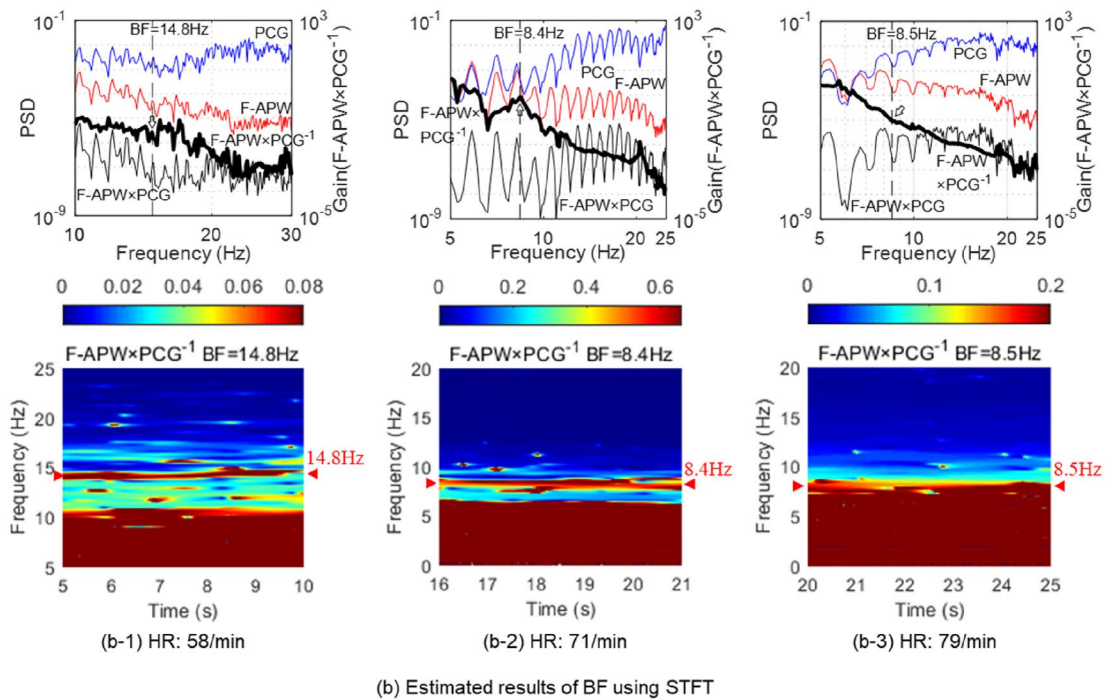 10⁻¹
BF=14.8Hz
10³
PCG
F-APW
F-APW×PCG⁻¹
F-APW×PCG
PSD
Gain(F-APW×PCG⁻¹)
10⁻⁹
10⁻⁵
10 20 30
Frequency (Hz)
10⁻¹
BF=8.4Hz
10³
PCG
F-APW
F-APW×
PCG⁻¹
F-APW×PCG
PSD
Gain(F-APW×PCG⁻¹)
10⁻⁹
10⁻⁵
5 10 20 25
Frequency (Hz)
10⁻¹
BF=8.5Hz
10³
PCG
F-APW
F-APW
×PCG⁻¹
F-APW×PCG
PSD
Gain(F-APW×PCG⁻¹)
10⁻⁹
10⁻⁵
5 10 20 25
Frequency (Hz)
0 0.02 0.04 0.06 0.08
0 0.2 0.4 0.6
0 0.1 0.2
F-APW×PCG⁻¹ BF=14.8Hz
25
20
15
10
5
Frequency (Hz)
14.8Hz
5 6 7 8 9 10
Time (s)
(b-1) HR: 58/min
F-APW×PCG⁻¹ BF=8.4Hz
20
15
10
5
0
Frequency (Hz)
8.4Hz
16 17 18 19 20 21
Time (s)
(b-2) HR: 71/min
F-APW×PCG⁻¹ BF=8.5Hz
20
15
10
5
0
Frequency (Hz)
8.5Hz
20 21 22 23 24 25
Time (s)
(b-3) HR: 79/min
(b) Estimated results of BF using STFT